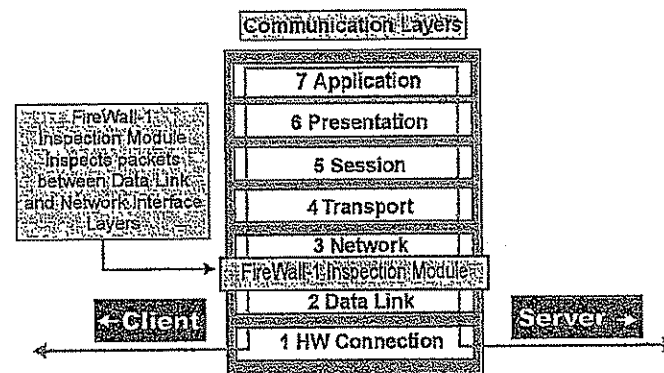 Communication Layers
7 Application
6 Presentation
5 Session
4 Transport
3 Network
FireWall-1 Inspection Module
2 Data Link
1 HW Connection
FireWall-1
Inspection Module
Inspects packets
between Data Link
and Network Interface
Layers
←Client
Server→